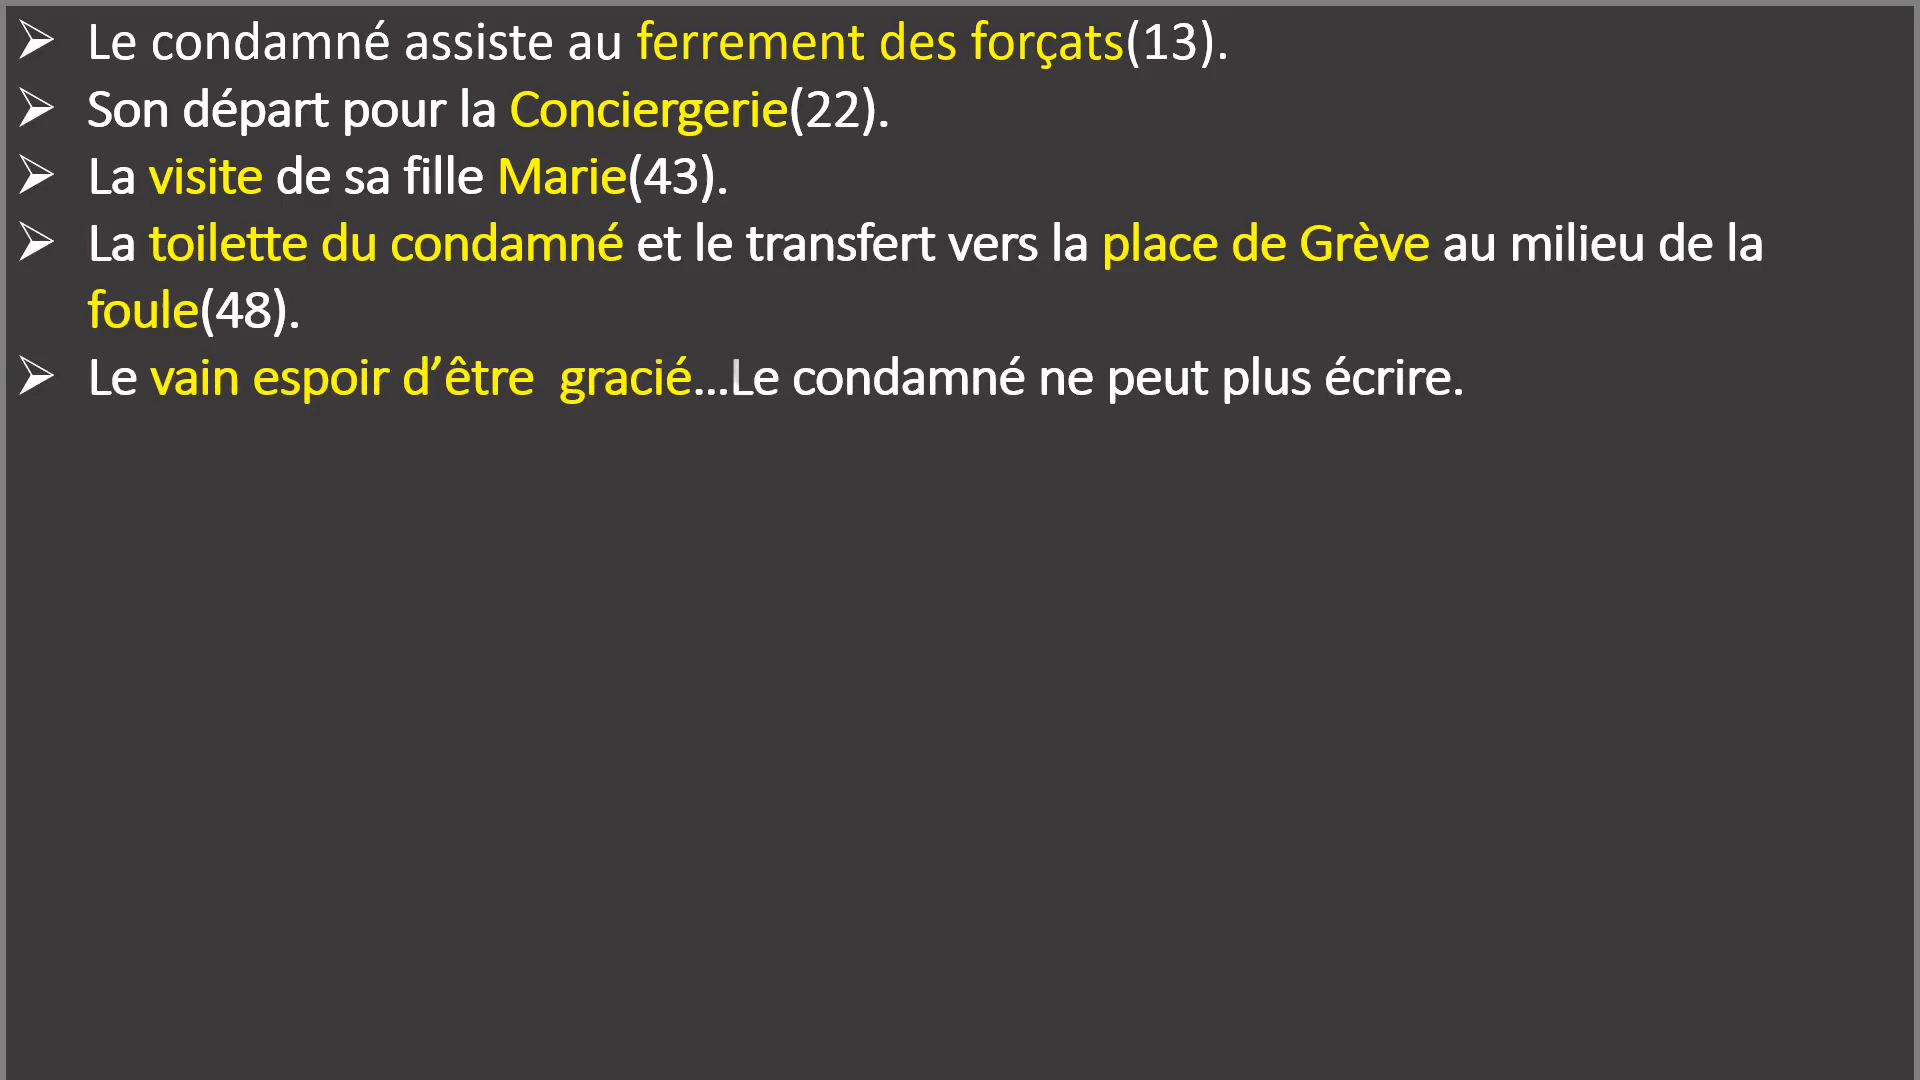 ➢ Le condamné assiste au ferrement des forçats(13).
➢ Son départ pour la Conciergerie(22).
➢ La visite de sa fille Marie(43).
➢ La toilette du condamné et le transfert vers la place de Grève au milieu de la
foule(48).
➢ Le vain espoir d’être  gracié…Le condamné ne peut plus écrire.